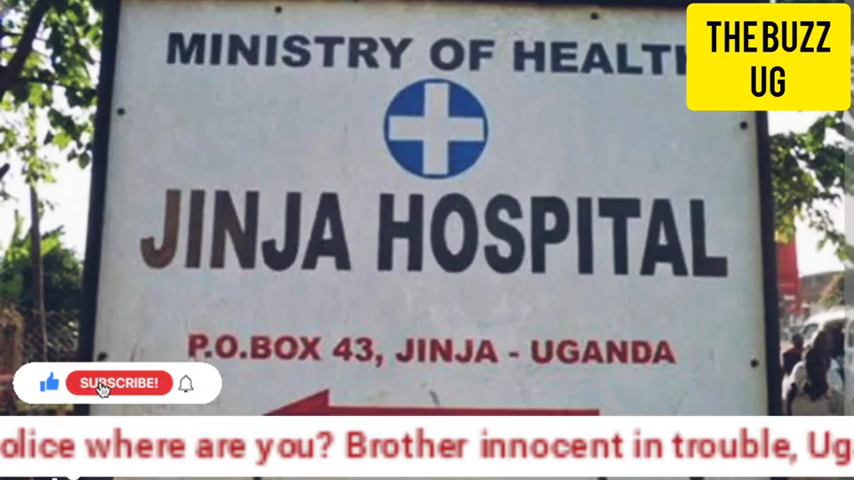 THE BUZZ
UG
MINISTRY OF HEALTH
JINJA HOSPITAL
P.O.BOX 43, JINJA - UGANDA
SUBSCRIBE!
olice where are you? Brother innocent in trouble, Ug